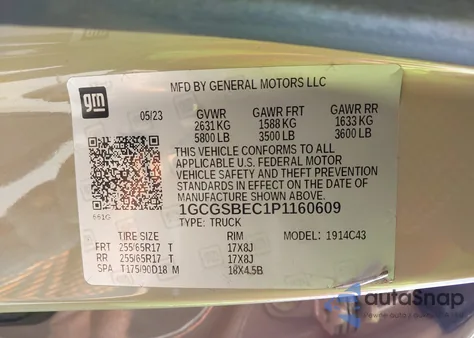 gm
MFD BY GENERAL MOTORS LLC
05/23 GVWR GAWR FRT GAWR RR
2631 KG 1588 KG 1633 KG
5800 LB 3500 LB 3600 LB
THIS VEHICLE CONFORMS TO ALL
APPLICABLE U.S. FEDERAL MOTOR
VEHICLE SAFETY AND THEFT PREVENTION
STANDARDS IN EFFECT ON THE DATE OF
MANUFACTURE SHOWN ABOVE.
1GCGSBEC1P1160609
661G
TYPE: TRUCK
TIRE SIZE RIM MODEL: 1914C43
FRT 255/65R17 T 17X8J
RR 255/65R17 T 17X8J
SPA T175/90D18 M 18X4.5B
autoSnap